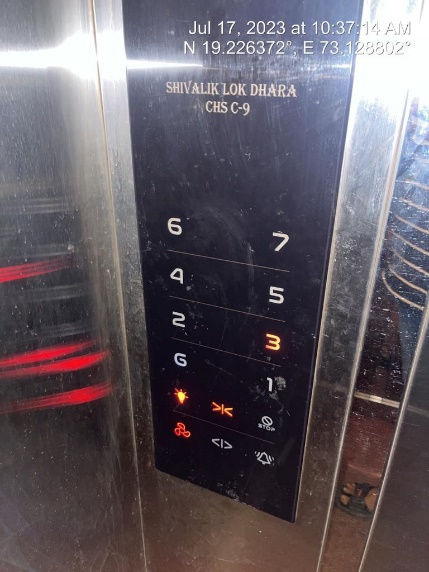 Jul 17, 2023 at 10:37:14 AM
N 19.226372°, E 73.128802°
SHIVALIK LOK DHARA
CHS C-9
6 7
4 5
2 3
G 1
>|< STOP
<|>